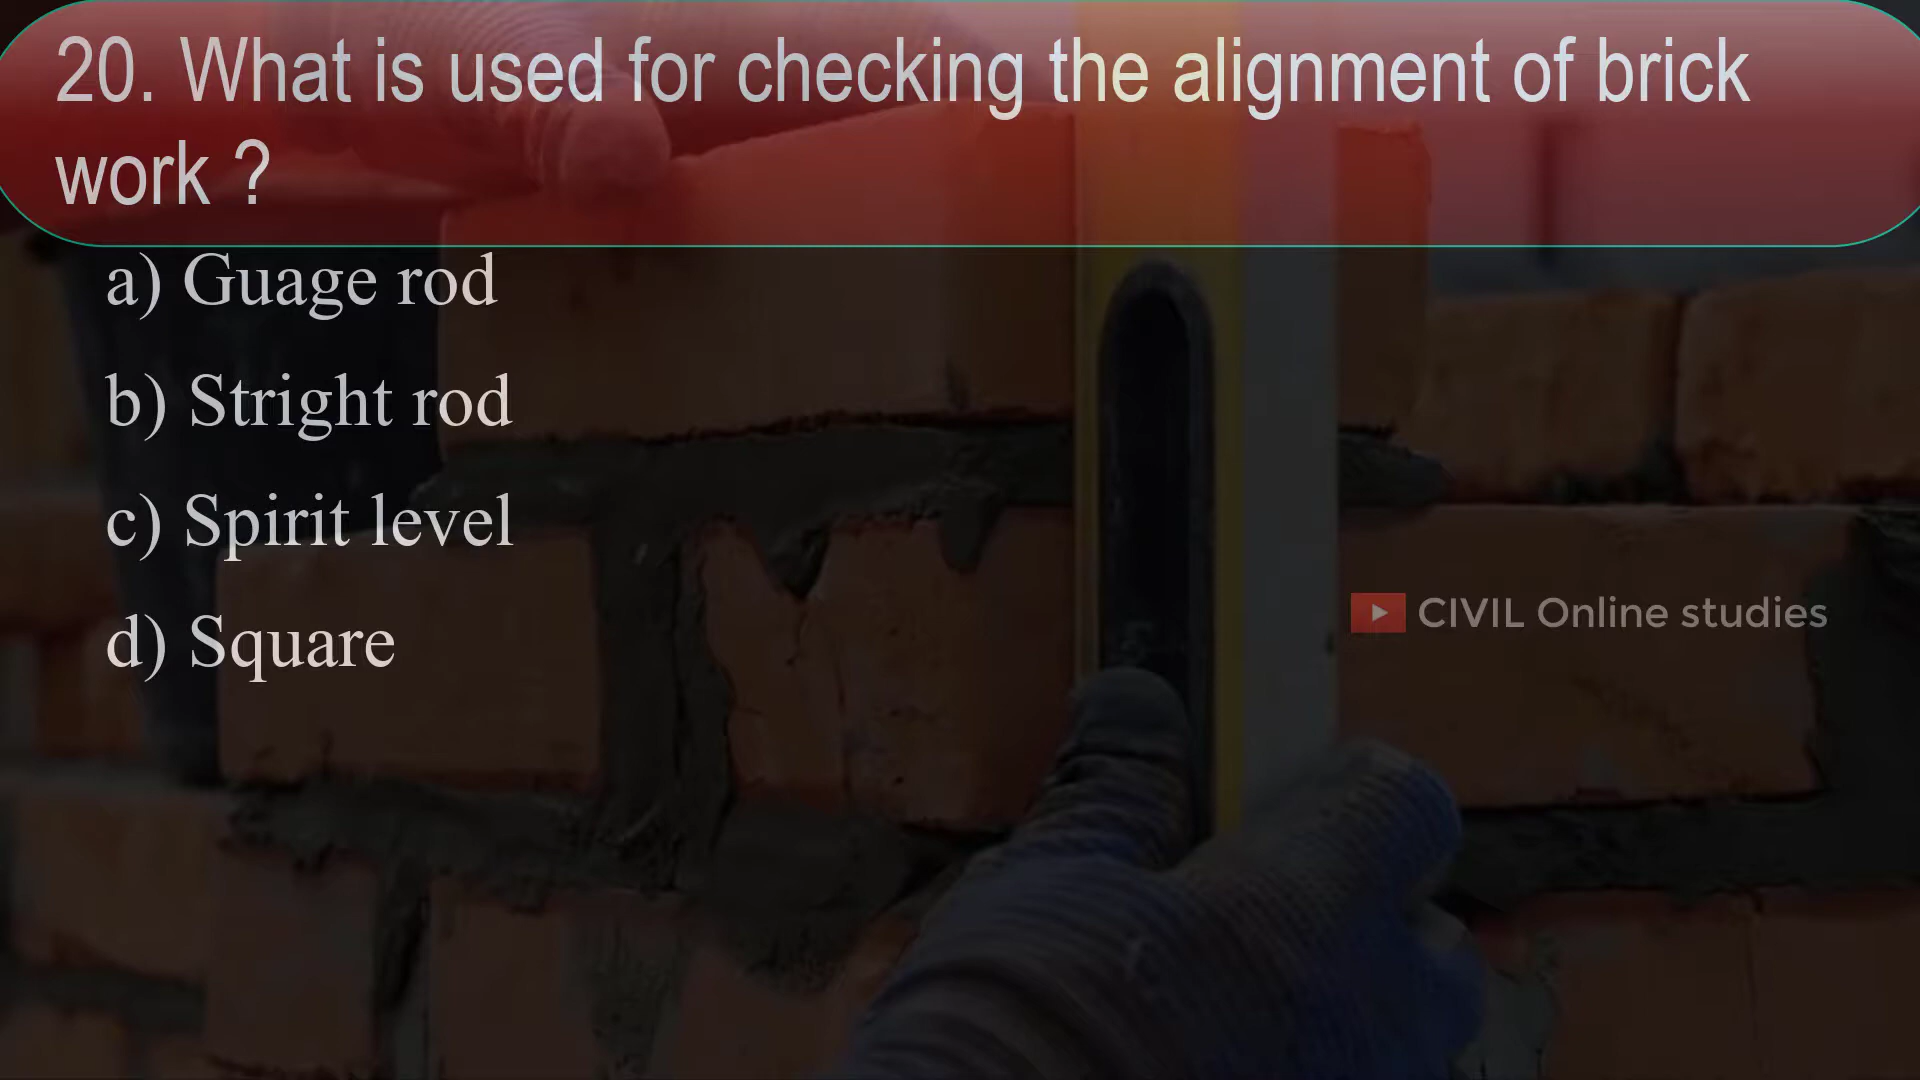 20. What is used for checking the alignment of brick
work ?
a) Guage rod
b) Stright rod
c) Spirit level
d) Square
CIVIL Online studies